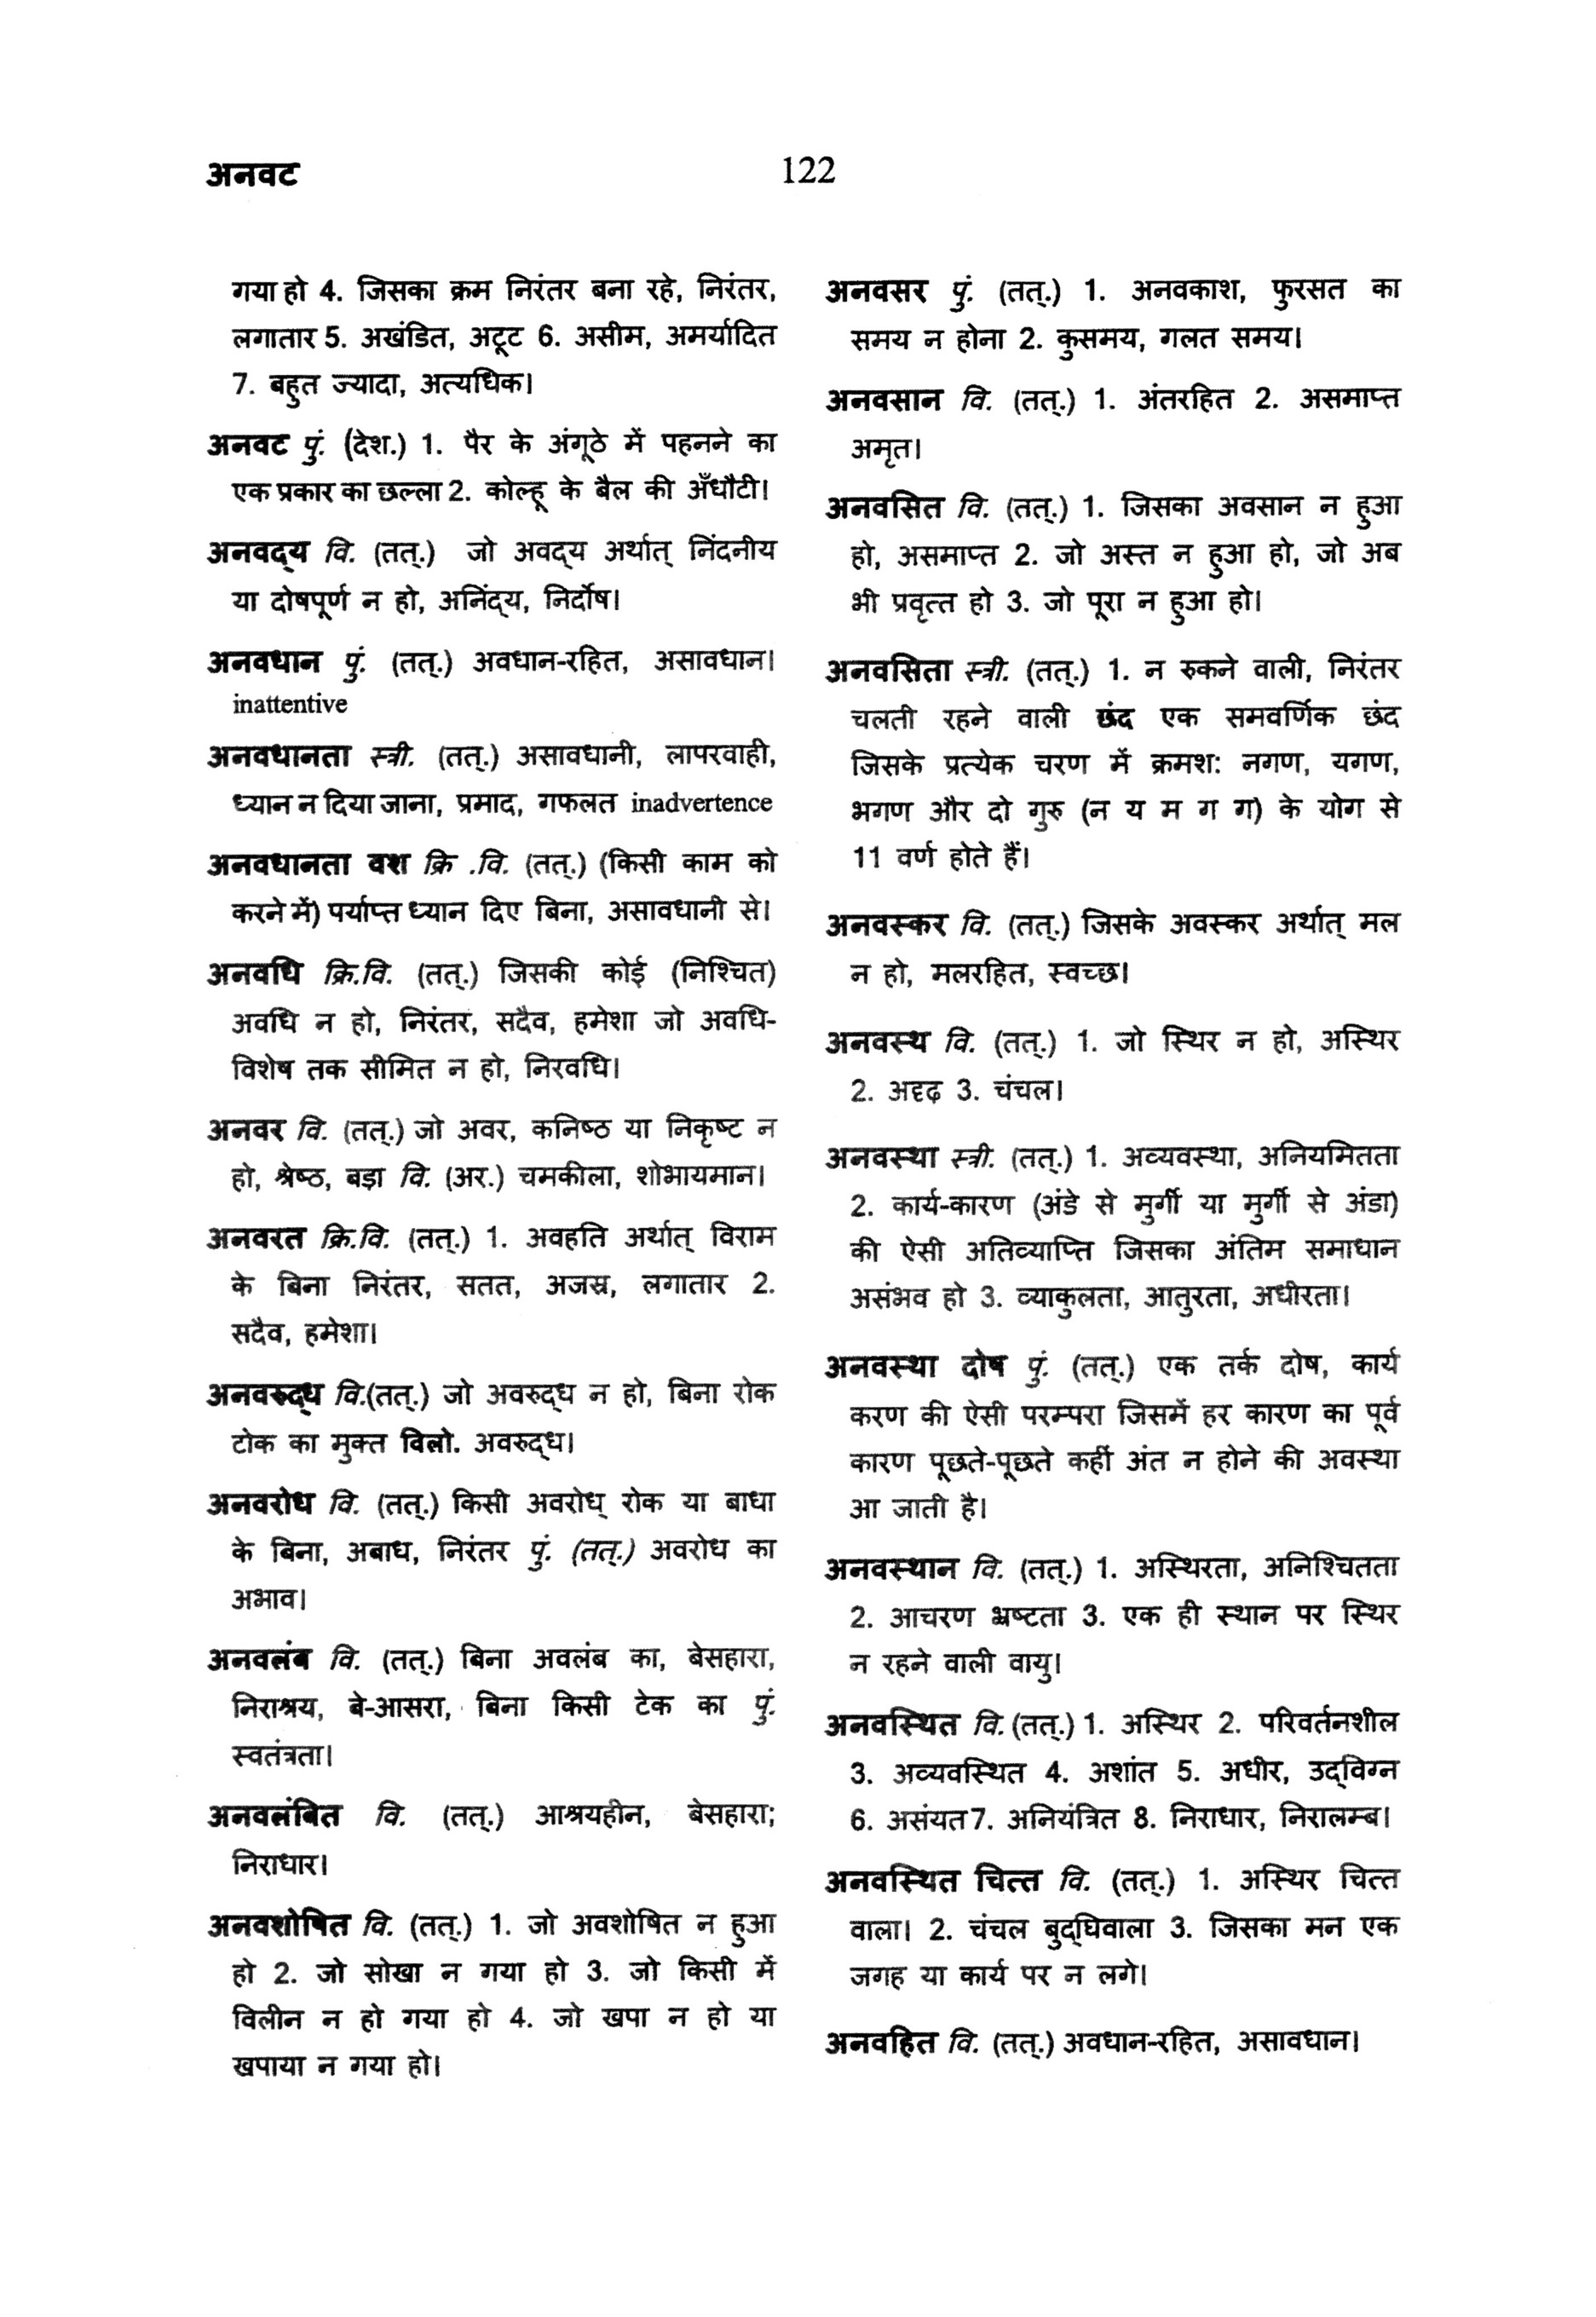 अनवट
122
गया हो 4. जिसका क्रम निरंतर बना रहे, निरंतर,
लगातार 5. अखंडित, अटूट 6. असीम, अमर्यादित
7. बहुत ज्यादा, अत्यधिक।
अनवट पुं. (देश.) 1. पैर के अंगूठे में पहनने का
एक प्रकार का छल्ला 2. कोल्हू के बैल की अँधौटी।
अनवद्‌य वि. (तत्.) जो अवद्‌य अर्थात् निंदनीय
या दोषपूर्ण न हो, अनिंद्‌य, निर्दोष।
अनवधान पुं. (तत्.) अवधान-रहित, असावधान।
inattentive
अनवधानता स्त्री. (तत्.) असावधानी, लापरवाही,
ध्यान न दिया जाना, प्रमाद, गफलत inadvertence
अनवधानता वश क्रि .वि. (तत्.) (किसी काम को
करने में) पर्याप्त ध्यान दिए बिना, असावधानी से।
अनवधि क्रि.वि. (तत्.) जिसकी कोई (निश्चित)
अवधि न हो, निरंतर, सदैव, हमेशा जो अवधि-
विशेष तक सीमित न हो, निरवधि।
अनवर वि. (तत्.) जो अवर, कनिष्ठ या निकृष्ट न
हो, श्रेष्ठ, बड़ा वि. (अर.) चमकीला, शोभायमान।
अनवरत क्रि.वि. (तत्.) 1. अवहति अर्थात् विराम
के बिना निरंतर, सतत, अजस्र, लगातार 2.
सदैव, हमेशा।
अनवरुद्‌ध वि.(तत्.) जो अवरुद्‌ध न हो, बिना रोक
टोक का मुक्त विलो. अवरुद्‌ध।
अनवरोध वि. (तत्.) किसी अवरोध् रोक या बाधा
के बिना, अबाध, निरंतर पुं. (तत्.) अवरोध का
अभाव।
अनवलंब वि. (तत्.) बिना अवलंब का, बेसहारा,
निराश्रय, बे-आसरा, बिना किसी टेक का पुं.
स्वतंत्रता।
अनवलंबित वि. (तत्.) आश्रयहीन, बेसहारा;
निराधार।
अनवशोषित वि. (तत्.) 1. जो अवशोषित न हुआ
हो 2. जो सोखा न गया हो 3. जो किसी में
विलीन न हो गया हो 4. जो खपा न हो या
खपाया न गया हो।
अनवसर पुं. (तत्.) 1. अनवकाश, फुरसत का
समय न होना 2. कुसमय, गलत समय।
अनवसान वि. (तत्.) 1. अंतरहित 2. असमाप्त
अमृत।
अनवसित वि. (तत्.) 1. जिसका अवसान न हुआ
हो, असमाप्त 2. जो अस्त न हुआ हो, जो अब
भी प्रवृत्त हो 3. जो पूरा न हुआ हो।
अनवसिता स्त्री. (तत्.) 1. न रुकने वाली, निरंतर
चलती रहने वाली छंद एक समवर्णिक छंद
जिसके प्रत्येक चरण में क्रमश: नगण, यगण,
भगण और दो गुरु (न य म ग ग) के योग से
11 वर्ण होते हैं।
अनवस्कर वि. (तत्.) जिसके अवस्कर अर्थात् मल
न हो, मलरहित, स्वच्छ।
अनवस्थ वि. (तत्.) 1. जो स्थिर न हो, अस्थिर
2. अदृढ़ 3. चंचल।
अनवस्था स्त्री. (तत्.) 1. अव्यवस्था, अनियमितता
2. कार्य-कारण (अंडे से मुर्गी या मुर्गी से अंडा)
की ऐसी अतिव्याप्ति जिसका अंतिम समाधान
असंभव हो 3. व्याकुलता, आतुरता, अधीरता।
अनवस्था दोष पुं. (तत्.) एक तर्क दोष, कार्य
करण की ऐसी परम्परा जिसमें हर कारण का पूर्व
कारण पूछते-पूछते कहीं अंत न होने की अवस्था
आ जाती है।
अनवस्थान वि. (तत्.) 1. अस्थिरता, अनिश्चितता
2. आचरण भ्रष्टता 3. एक ही स्थान पर स्थिर
न रहने वाली वायु।
अनवस्थित वि. (तत्.) 1. अस्थिर 2. परिवर्तनशील
3. अव्यवस्थित 4. अशांत 5. अधीर, उद्‌विग्न
6. असंयत 7. अनियंत्रित 8. निराधार, निरालम्ब।
अनवस्थित चित्त वि. (तत्.) 1. अस्थिर चित्त
वाला। 2. चंचल बुद्‌धिवाला 3. जिसका मन एक
जगह या कार्य पर न लगे।
अनवहित वि. (तत्.) अवधान-रहित, असावधान।